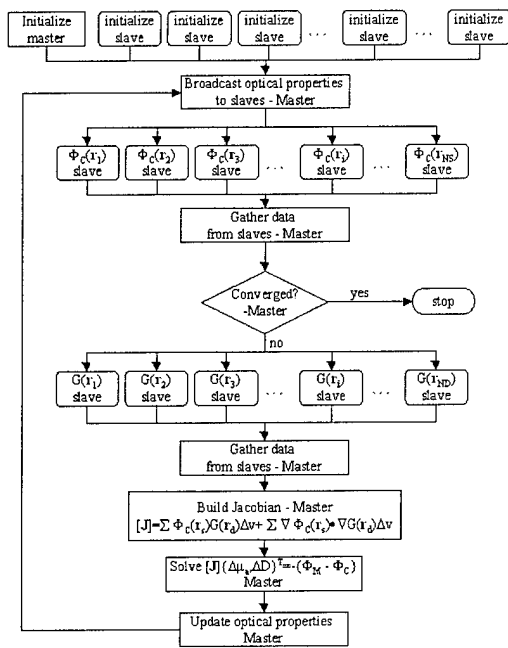 Initialize master
initialize slave
initialize slave
initialize slave
...
initialize slave
...
initialize slave
Broadcast optical properties
to slaves - Master
Φ_C(r_1) slave
Φ_C(r_2) slave
Φ_C(r_3) slave
...
Φ_C(r_i) slave
...
Φ_C(r_NS) slave
Gather data
from slaves - Master
Converged?
-Master
yes
stop
no
G(r_1) slave
G(r_2) slave
G(r_3) slave
...
G(r_i) slave
...
G(r_ND) slave
Gather data
from slaves - Master
Build Jacobian - Master
[J]=∑ Φ_C(r_s)G(r_d)Δv+ ∑ ∇ Φ_C(r_s)• ∇G(r_d)Δv
Solve [J](Δμ_a,ΔD)^T=-(Φ_M - Φ_C)
Master
Update optical properties
Master